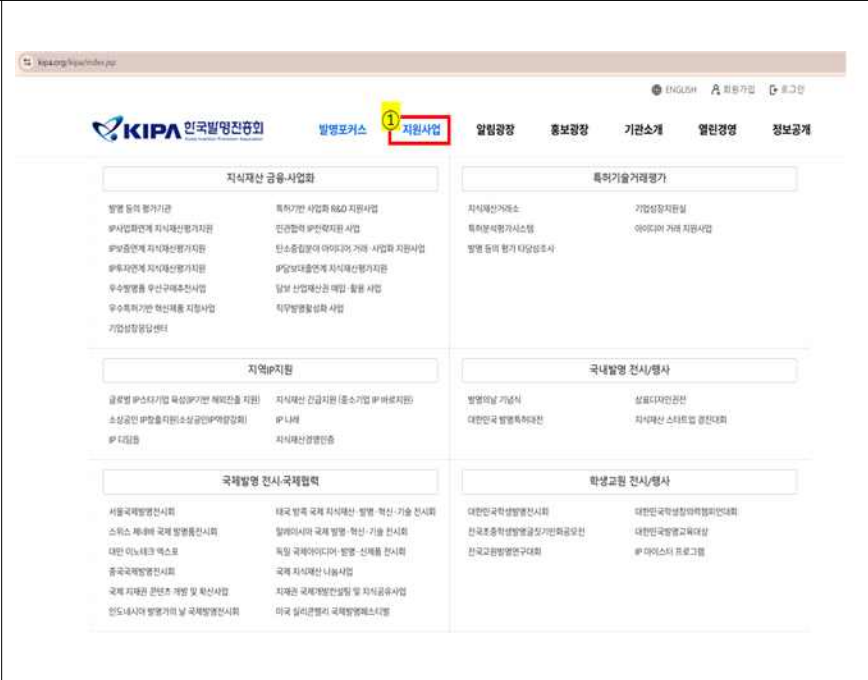 kipa.org/kipa/index.jsp
ENGLISH 회원가입 로그인
KIPA 한국발명진흥회
발명포커스 ① 지원사업 알림광장 홍보광장 기관소개 열린경영 정보공개
지식재산 금융·사업화
발명 등의 평가기관 특허기반 사업화 R&D 지원사업
IP사업화연계 지식재산평가지원 민관협력 IP전략지원 사업
IP보증연계 지식재산평가지원 탄소중립분야 아이디어 거래·사업화 지원사업
IP투자연계 지식재산평가지원 IP담보대출연계 지식재산평가지원
우수발명품 우선구매추천사업 담보 산업재산권 매입·활용 사업
우수특허기반 혁신제품 지정사업 직무발명활성화 사업
기업성장응답센터
특허기술거래평가
지식재산거래소 기업성장지원실
특허분석평가시스템 아이디어 거래 지원사업
발명 등의 평가 타당성조사
지역IP지원
글로벌 IP스타기업 육성(IP기반 해외진출 지원) 지식재산 긴급지원 (중소기업 IP 바로지원)
소상공인 IP창출지원(소상공인IP역량강화) IP 나래
IP 디딤돌 지식재산경영인증
국내발명 전시/행사
발명의날 기념식 상표디자인권전
대한민국 발명특허대전 지식재산 스타트업 경진대회
국제발명 전시·국제협력
서울국제발명전시회 태국 방콕 국제 지식재산·발명·혁신·기술 전시회
스위스 제네바 국제 발명품전시회 말레이시아 국제 발명·혁신·기술 전시회
대만 이노테크 엑스포 독일 국제아이디어·발명·신제품 전시회
중국국제발명전시회 국제 지식재산 나눔사업
국제 지재권 콘텐츠 개발 및 확산사업 지재권 국제개발컨설팅 및 지식공유사업
인도네시아 발명가의 날 국제발명전시회 미국 실리콘밸리 국제발명페스티벌
학생교원 전시/행사
대한민국학생발명전시회 대한민국학생창의력챔피언대회
전국초중학생발명글짓기만화공모전 대한민국발명교육대상
전국교원발명연구대회 IP 마이스터 프로그램